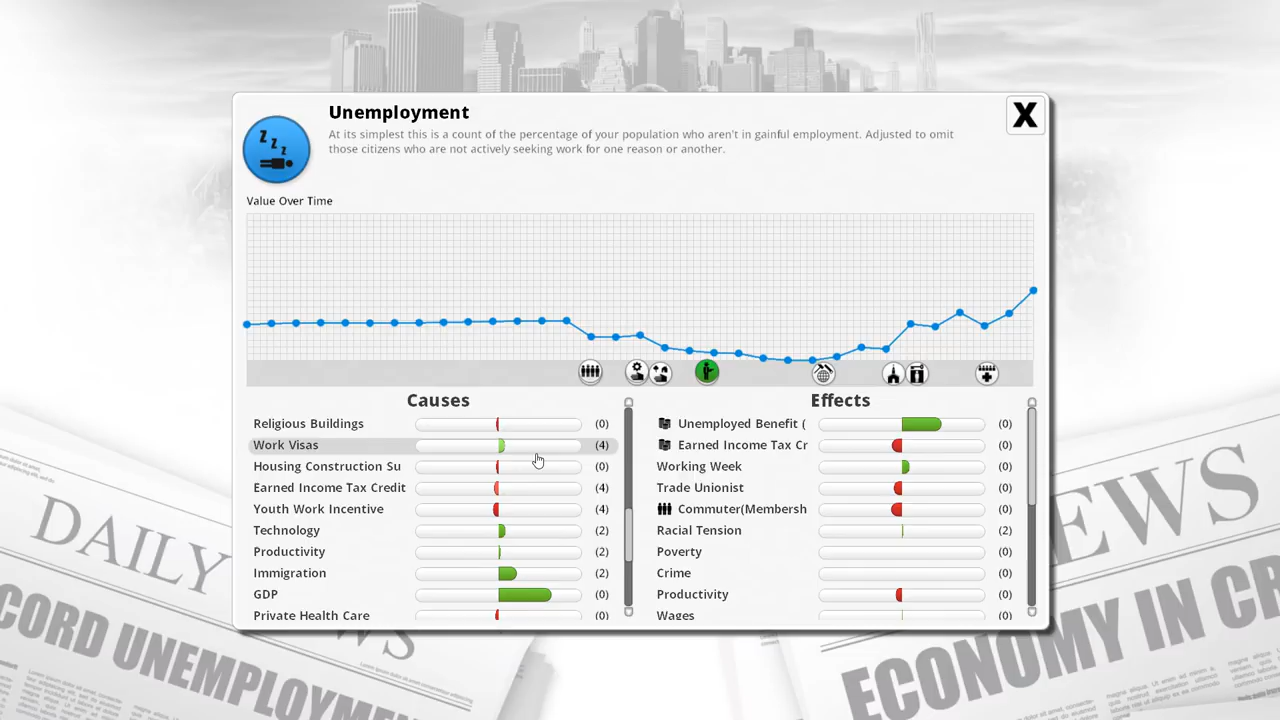 Unemployment
X
At its simplest this is a count of the percentage of your population who aren't in gainful employment. Adjusted to omit
those citizens who are not actively seeking work for one reason or another.
Value Over Time
Causes
Religious Buildings (0)
Work Visas (4)
Housing Construction Su (0)
Earned Income Tax Credit (4)
Youth Work Incentive (4)
Technology (2)
Productivity (2)
Immigration (2)
GDP (0)
Private Health Care (0)
Effects
Unemployed Benefit ( (0)
Earned Income Tax Cr (0)
Working Week (0)
Trade Unionist (0)
Commuter(Membersh (0)
Racial Tension (2)
Poverty (0)
Crime (0)
Productivity (0)
Wages (0)
DAILY
NEWS
CORD UNEMPLOYM
ECONOMY IN CR